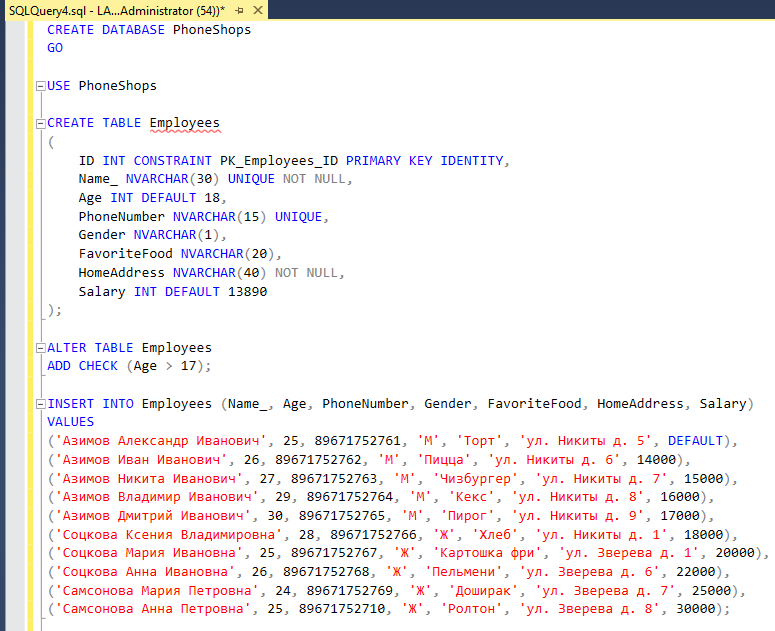 SQLQuery4.sql - LA...Administrator (54))*
CREATE DATABASE PhoneShops
GO
USE PhoneShops
CREATE TABLE Employees
(
ID INT CONSTRAINT PK_Employees_ID PRIMARY KEY IDENTITY,
Name_ NVARCHAR(30) UNIQUE NOT NULL,
Age INT DEFAULT 18,
PhoneNumber NVARCHAR(15) UNIQUE,
Gender NVARCHAR(1),
FavoriteFood NVARCHAR(20),
HomeAddress NVARCHAR(40) NOT NULL,
Salary INT DEFAULT 13890
);
ALTER TABLE Employees
ADD CHECK (Age > 17);
INSERT INTO Employees (Name_, Age, PhoneNumber, Gender, FavoriteFood, HomeAddress, Salary)
VALUES
('Азимов Александр Иванович', 25, 89671752761, 'М', 'Торт', 'ул. Никиты д. 5', DEFAULT),
('Азимов Иван Иванович', 26, 89671752762, 'М', 'Пицца', 'ул. Никиты д. 6', 14000),
('Азимов Никита Иванович', 27, 89671752763, 'М', 'Чизбургер', 'ул. Никиты д. 7', 15000),
('Азимов Владимир Иванович', 29, 89671752764, 'М', 'Кекс', 'ул. Никиты д. 8', 16000),
('Азимов Дмитрий Иванович', 30, 89671752765, 'М', 'Пирог', 'ул. Никиты д. 9', 17000),
('Соцкова Ксения Владимировна', 28, 89671752766, 'Ж', 'Хлеб', 'ул. Никиты д. 1', 18000),
('Соцкова Мария Ивановна', 25, 89671752767, 'Ж', 'Картошка фри', 'ул. Зверева д. 1', 20000),
('Соцкова Анна Ивановна', 26, 89671752768, 'Ж', 'Пельмени', 'ул. Зверева д. 6', 22000),
('Самсонова Мария Петровна', 24, 89671752769, 'Ж', 'Доширак', 'ул. Зверева д. 7', 25000),
('Самсонова Анна Петровна', 25, 89671752710, 'Ж', 'Ролтон', 'ул. Зверева д. 8', 30000);